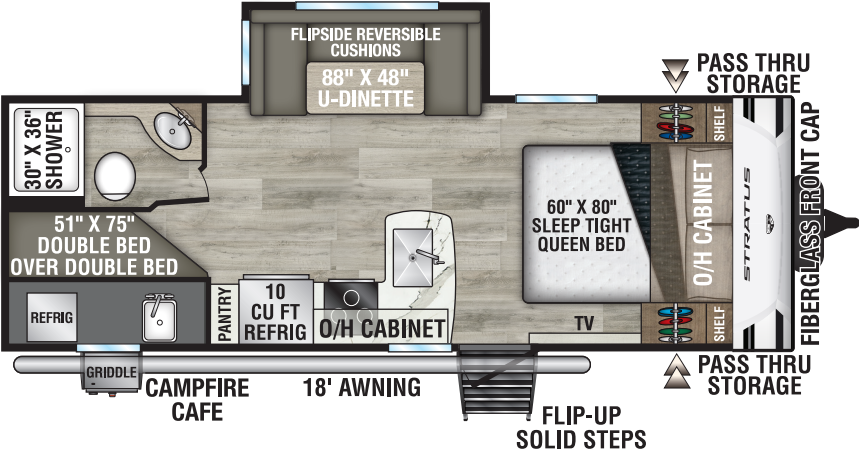 FLIPSIDE REVERSIBLE
CUSHIONS
88" X 48"
U-DINETTE
PASS THRU
STORAGE
30" X 36"
SHOWER
SHELF
60" X 80"
SLEEP TIGHT
QUEEN BED
O/H CABINET
STRATUS
FIBERGLASS FRONT CAP
51" X 75"
DOUBLE BED
OVER DOUBLE BED
REFRIG
PANTRY
10
CU FT
REFRIG
O/H CABINET
TV
SHELF
GRIDDLE
CAMPFIRE
CAFE
18' AWNING
FLIP-UP
SOLID STEPS
PASS THRU
STORAGE